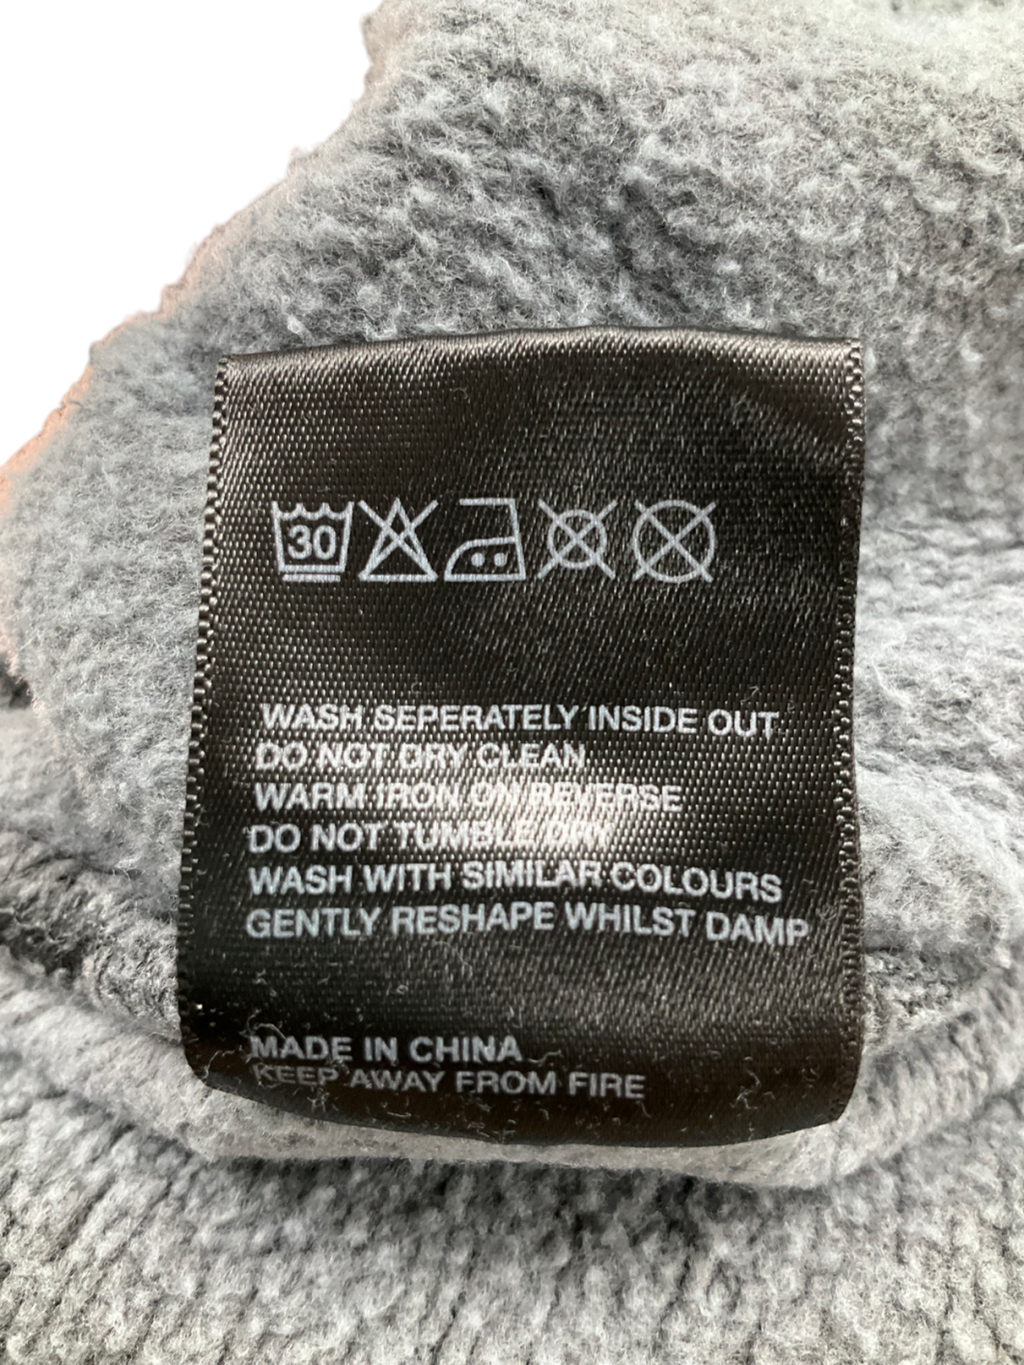 30
WASH SEPERATELY INSIDE OUT
DO NOT DRY CLEAN
WARM IRON ON REVERSE
DO NOT TUMBLE DRY
WASH WITH SIMILAR COLOURS
GENTLY RESHAPE WHILST DAMP
MADE IN CHINA
KEEP AWAY FROM FIRE